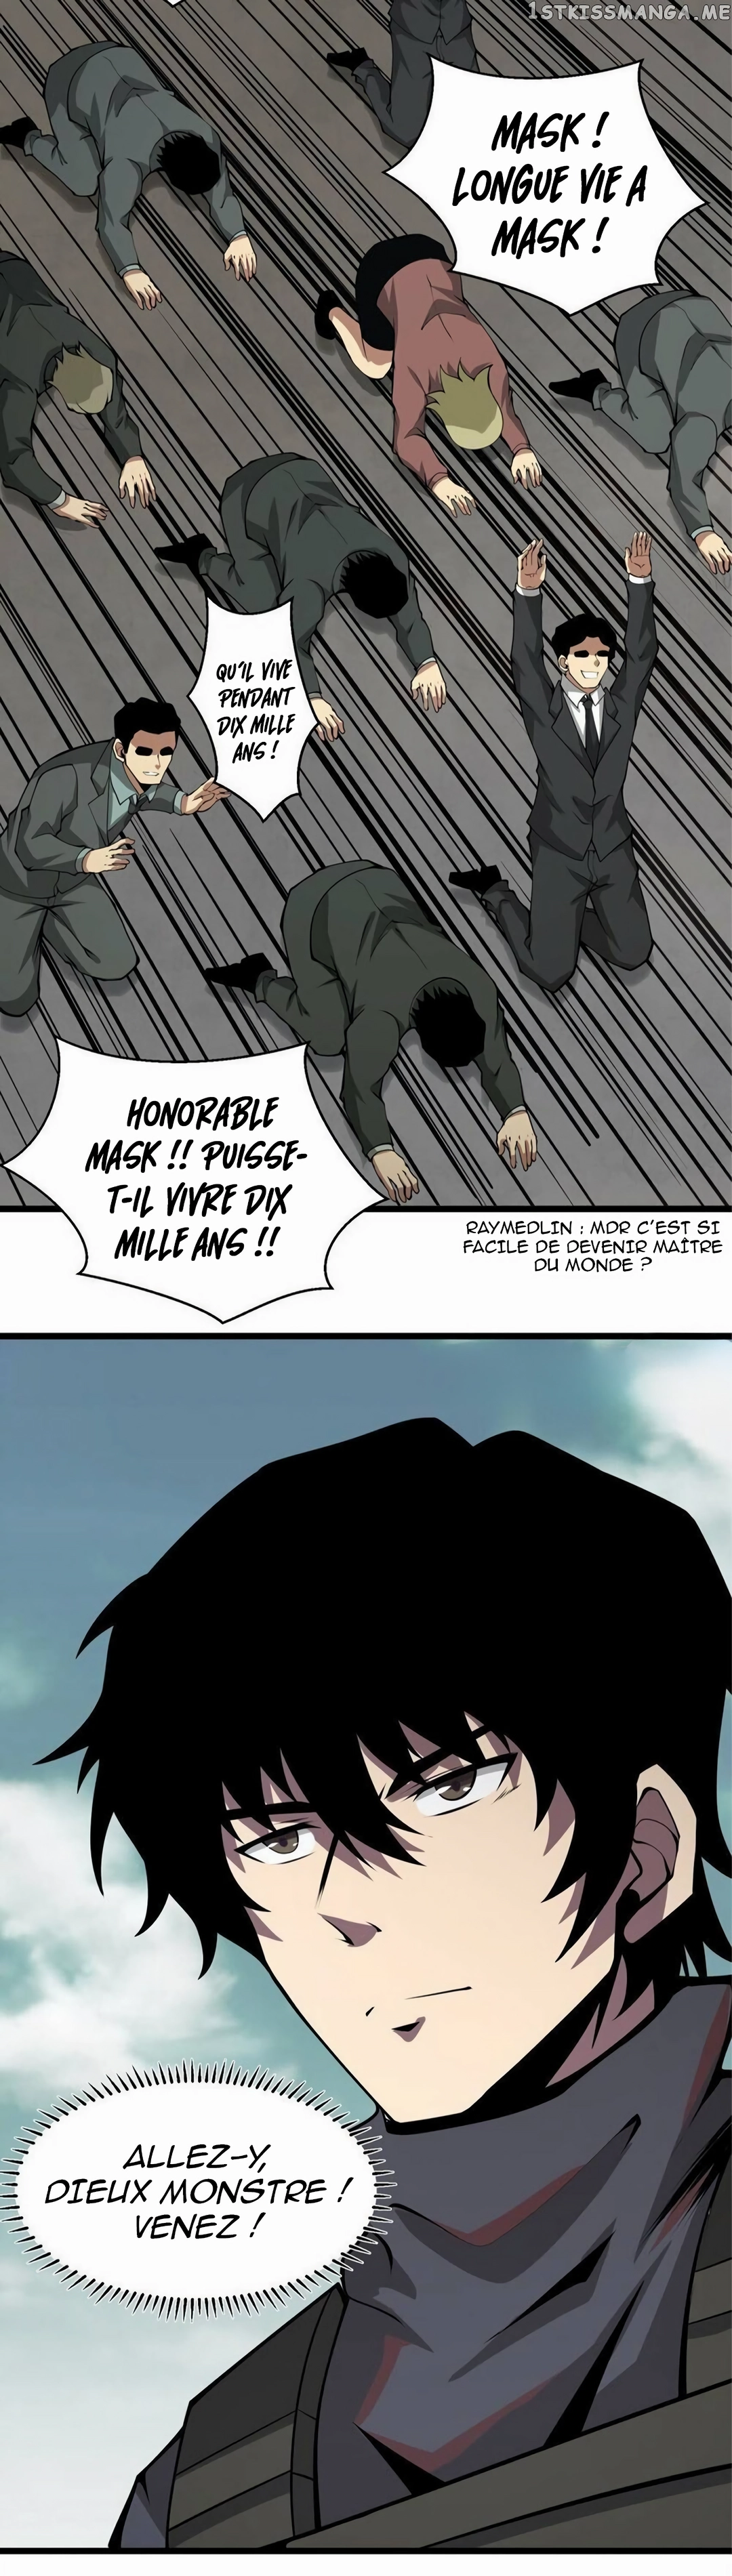 1STKISSMANGA.ME
MASK !
LONGUE VIE A
MASK !
QU'IL VIVE
PENDANT
DIX MILLE
ANS !
HONORABLE
MASK !! PUISSE-
T-IL VIVRE DIX
MILLE ANS !!
RAYMEDLIN : MDR C'EST SI
FACILE DE DEVENIR MAÎTRE
DU MONDE ?
ALLEZ-Y,
DIEUX MONSTRE !
VENEZ !